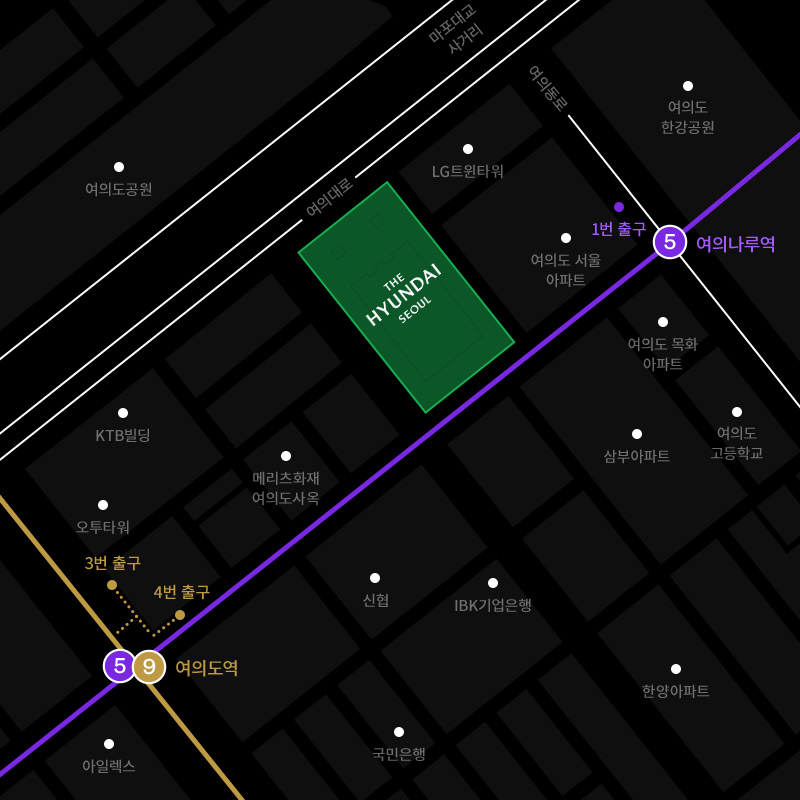 마포대교
사거리
여의동로
여의도
한강공원
여의도공원
LG트윈타워
여의대로
1번 출구
5
여의나루역
여의도 서울
아파트
THE
HYUNDAI
SEOUL
여의도 목화
아파트
KTB빌딩
여의도
고등학교
삼부아파트
메리츠화재
여의도사옥
오투타워
3번 출구
4번 출구
신협
IBK기업은행
5
9
여의도역
한양아파트
국민은행
아일렉스